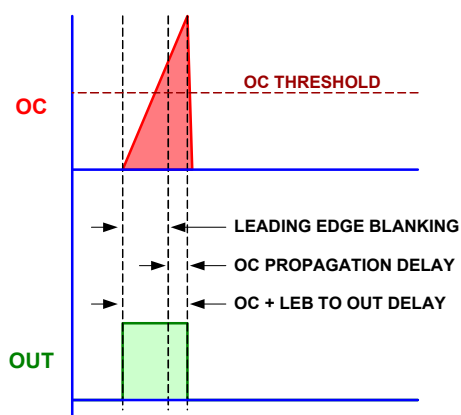 OC THRESHOLD
OC
LEADING EDGE BLANKING
OC PROPAGATION DELAY
OC + LEB TO OUT DELAY
OUT